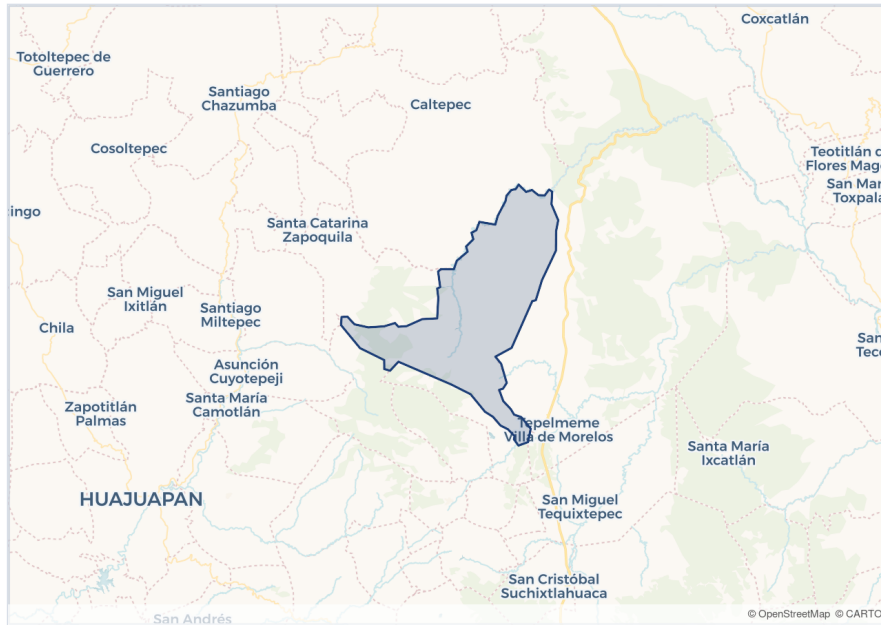 Coxcatlán
Totoltepec de
Guerrero
Santiago
Chazumba
Caltepec
Cosoltepec
Teotitlán d
Flores Mag
San Mar
Toxpala
ingo
Santa Catarina
Zapoquila
San Miguel
Ixitlán
Santiago
Miltepec
Chila
San
Teco
Asunción
Cuyotepeji
Santa María
Camotlán
Zapotitlán
Palmas
Tepelmeme
Villa de Morelos
Santa María
Ixcatlán
HUAJUAPAN
San Miguel
Tequixtepec
San Cristóbal
Suchixtlahuaca
San Andrés
© OpenStreetMap © CARTO